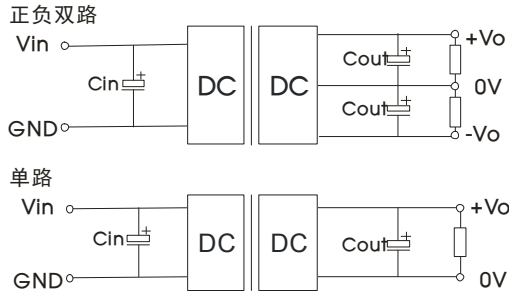 正负双路
Vin
+Vo
Cout
+
Cin
+
DC
DC
0V
Cout
+
GND
-Vo
单路
Vin
+Vo
Cin
+
DC
DC
Cout
+
GND
0V